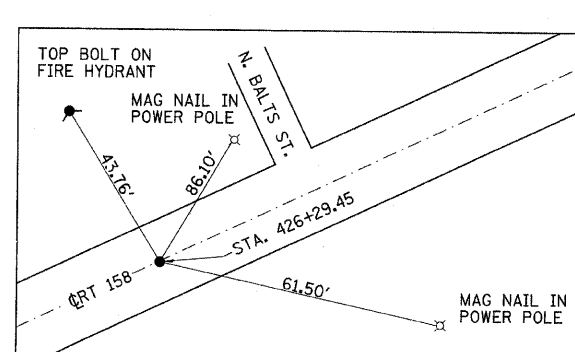 TOP BOLT ON
FIRE HYDRANT
MAG NAIL IN
POWER POLE
N. BALTS ST.
43.76'
86.10'
STA. 426+29.45
℄RT 158
61.50'
MAG NAIL IN
POWER POLE